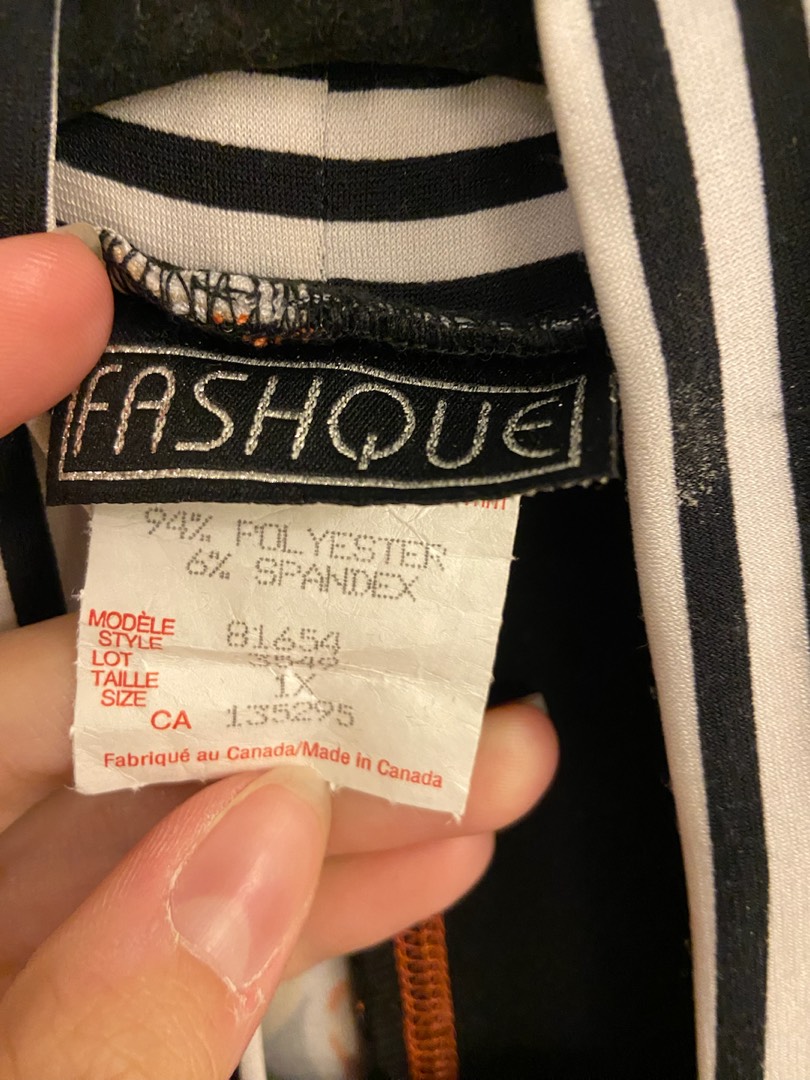 FASHQUE
94% POLYESTER
6% SPANDEX
MODÈLE
STYLE 81654
LOT 3549
TAILLE
SIZE 1X
CA 135295
Fabriqué au Canada/Made in Canada